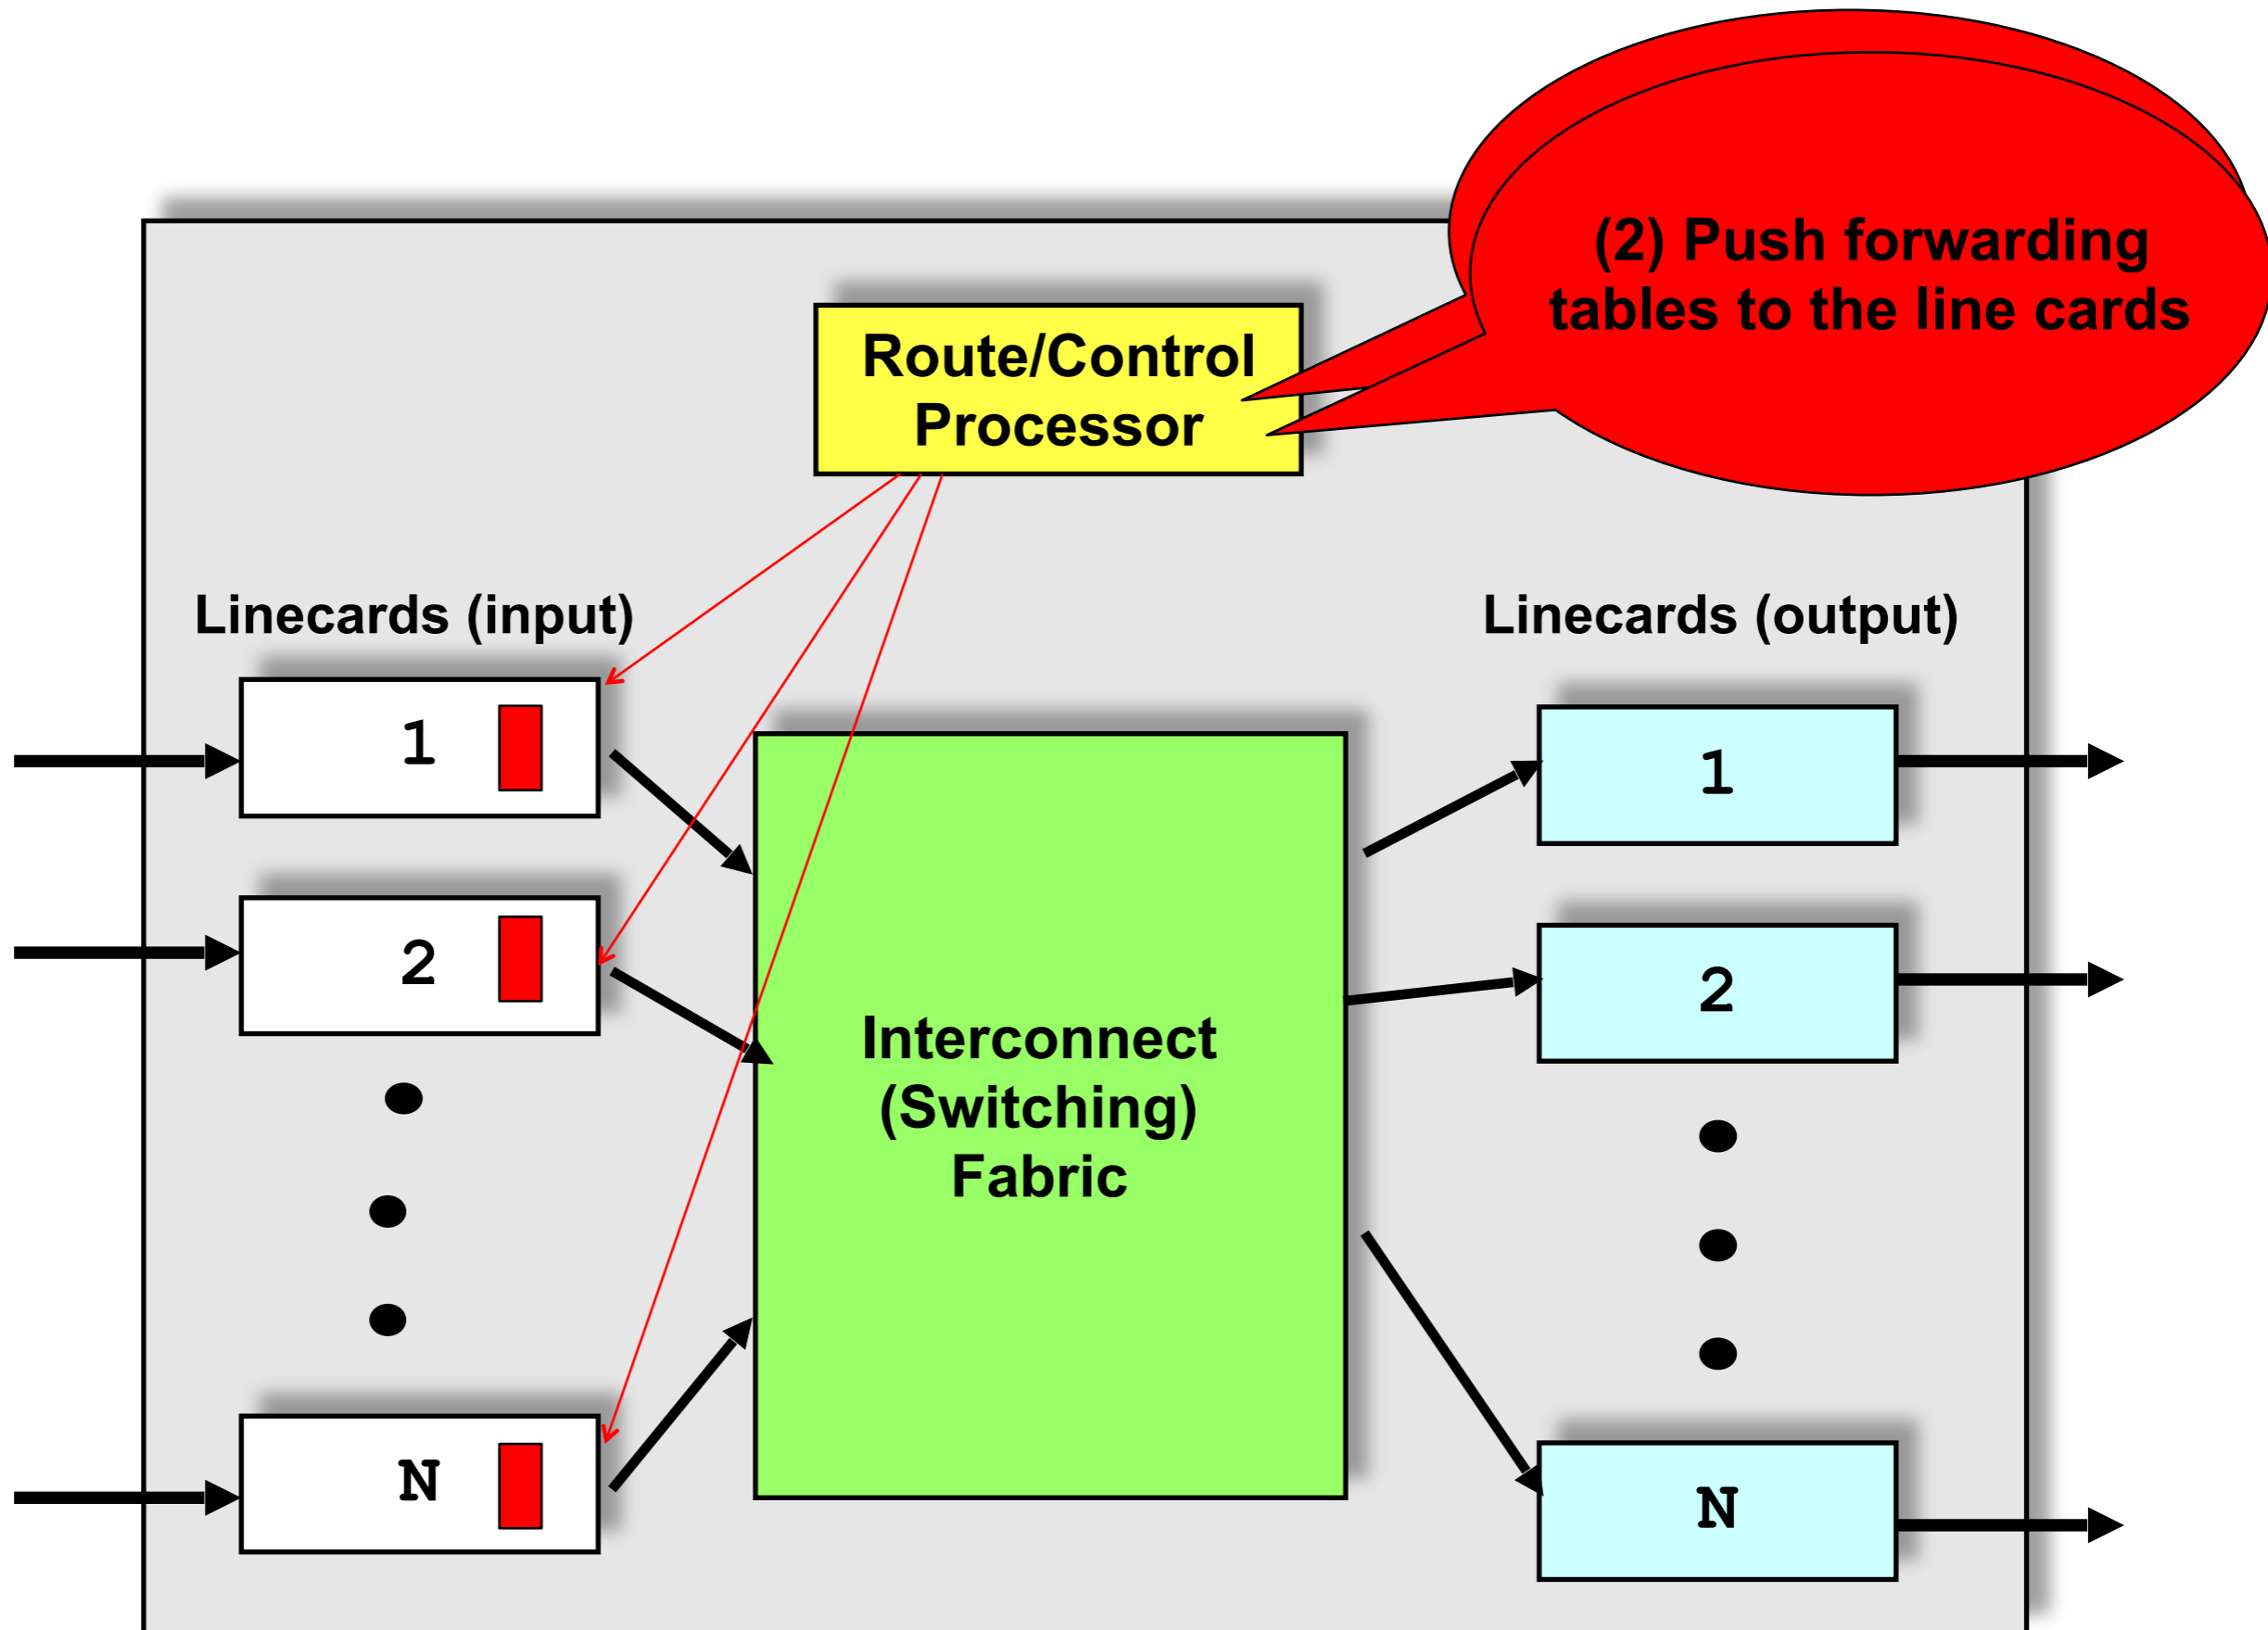 (2) Push forwarding
tables to the line cards
Route/Control
Processor
Linecards (input)
Linecards (output)
1
2
N
Interconnect
(Switching)
Fabric
1
2
N